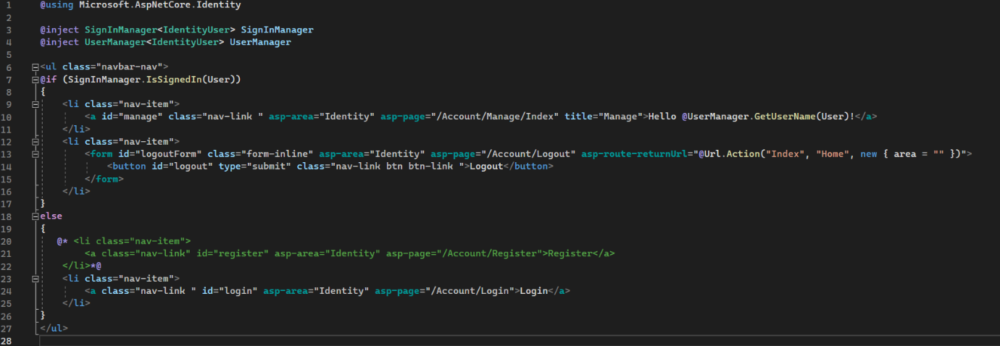 1 @using Microsoft.AspNetCore.Identity
2
3 @inject SignInManager<IdentityUser> SignInManager
4 @inject UserManager<IdentityUser> UserManager
5
6 <ul class="navbar-nav">
7 @if (SignInManager.IsSignedIn(User))
8 {
9     <li class="nav-item">
10         <a id="manage" class="nav-link " asp-area="Identity" asp-page="/Account/Manage/Index" title="Manage">Hello @UserManager.GetUserName(User)!</a>
11     </li>
12     <li class="nav-item">
13         <form id="logoutForm" class="form-inline" asp-area="Identity" asp-page="/Account/Logout" asp-route-returnUrl="@Url.Action("Index", "Home", new { area = "" })">
14             <button id="logout" type="submit" class="nav-link btn btn-link ">Logout</button>
15         </form>
16     </li>
17 }
18 else
19 {
20    @* <li class="nav-item">
21         <a class="nav-link" id="register" asp-area="Identity" asp-page="/Account/Register">Register</a>
22     </li>*@
23     <li class="nav-item">
24         <a class="nav-link " id="login" asp-area="Identity" asp-page="/Account/Login">Login</a>
25     </li>
26 }
27 </ul>
28